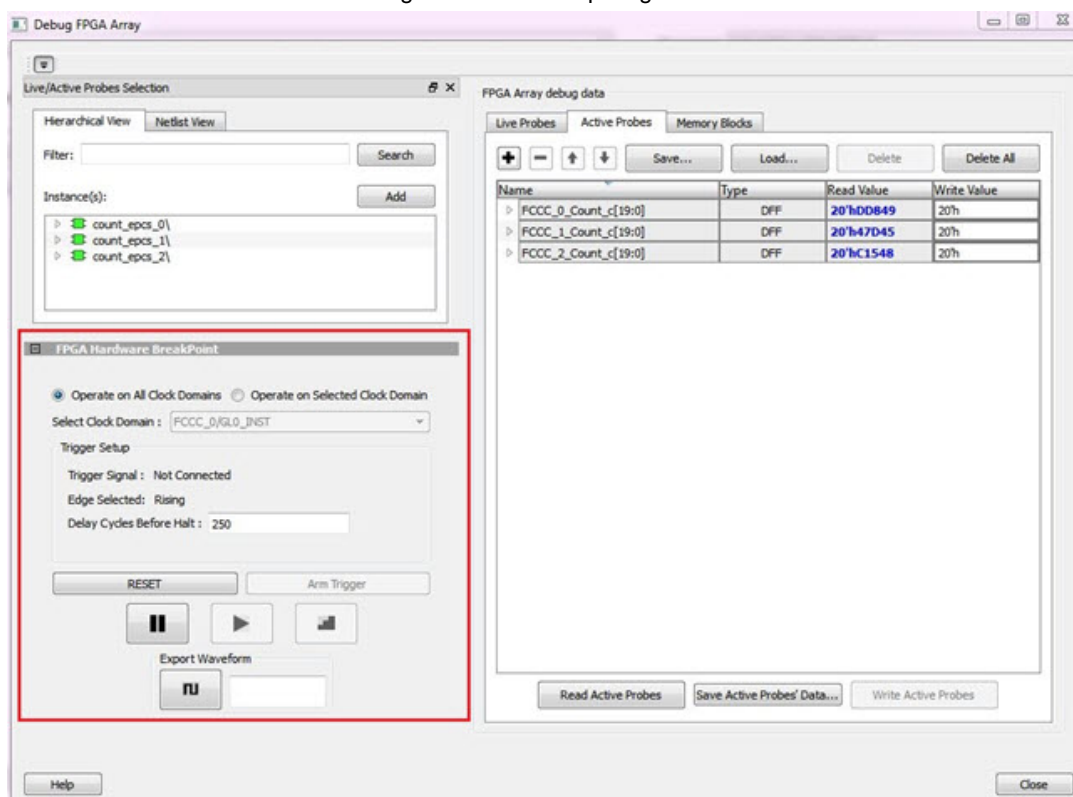 Debug FPGA Array
Live/Active Probes Selection
Hierarchical View Netlist View
Filter: Search
Instance(s): Add
count_epcs_0\
count_epcs_1\
count_epcs_2\
FPGA Hardware BreakPoint
Operate on All Clock Domains Operate on Selected Clock Domain
Select Clock Domain : FCCC_0/GL0_INST
Trigger Setup
Trigger Signal : Not Connected
Edge Selected: Rising
Delay Cycles Before Halt : 250
RESET Arm Trigger
Export Waveform
FPGA Array debug data
Live Probes Active Probes Memory Blocks
Save... Load... Delete Delete All
Name Type Read Value Write Value
FCCC_0_Count_c[19:0] DFF 20'hDD849 20'h
FCCC_1_Count_c[19:0] DFF 20'h47D45 20'h
FCCC_2_Count_c[19:0] DFF 20'hC1548 20'h
Read Active Probes Save Active Probes' Data... Write Active Probes
Help Close